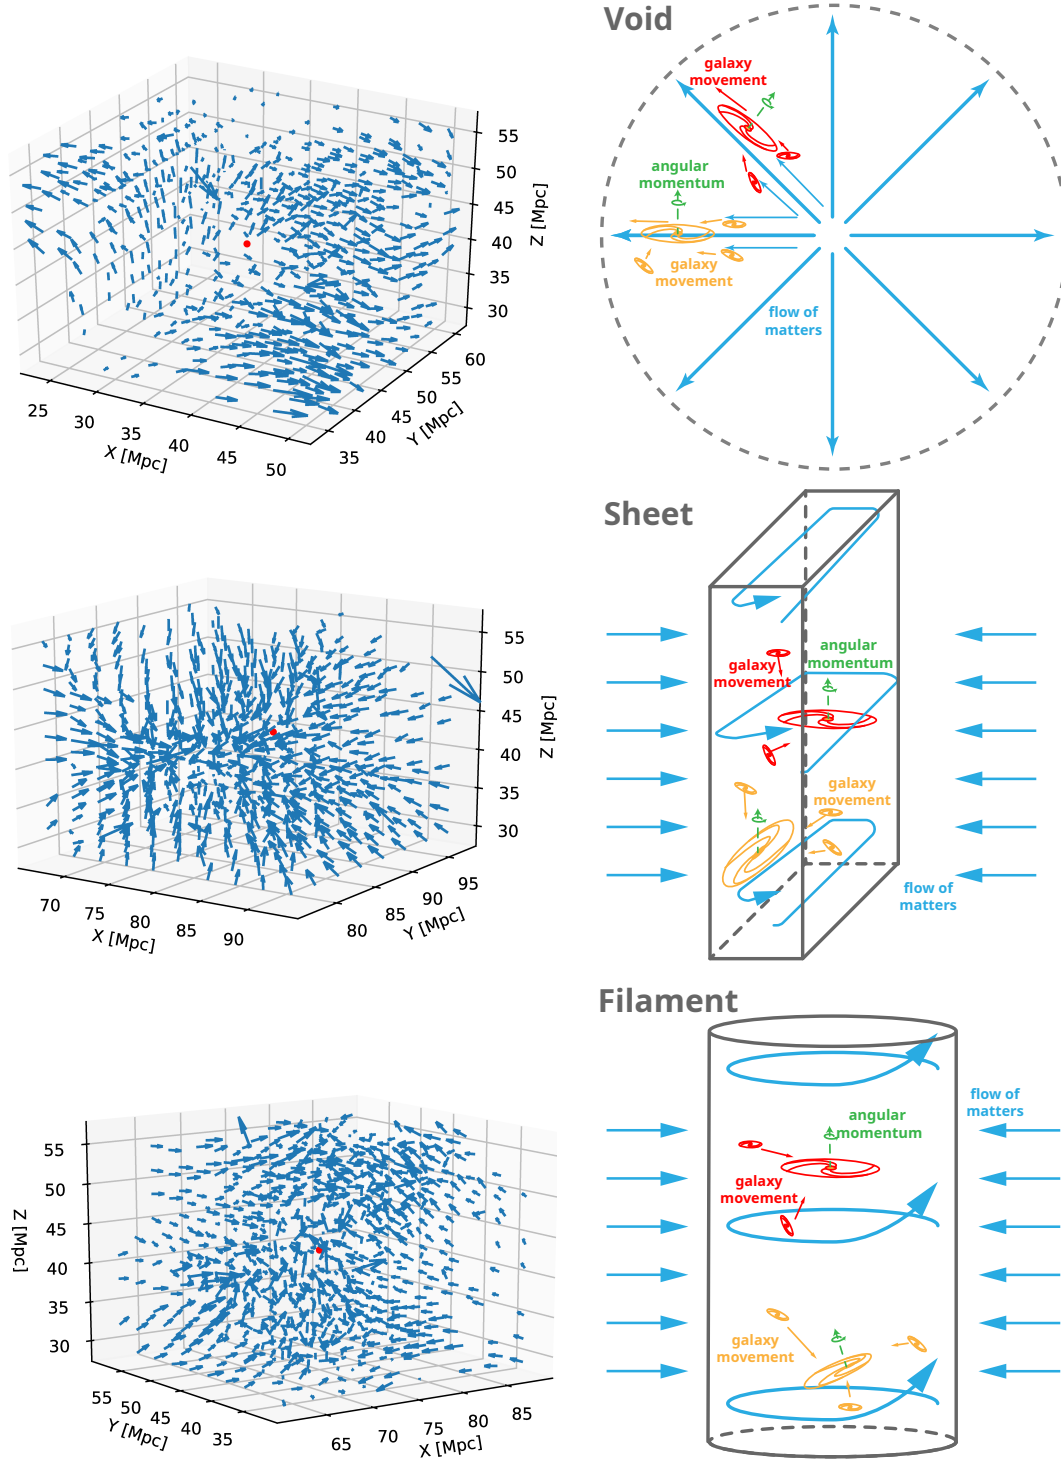 Void
galaxy
movement
angular
momentum
galaxy
movement
flow of
matters
55
50
45
40
35
30
Z [Mpc]
25
30
35
40
45
50
X [Mpc]
35
40
45
50
55
60
Y [Mpc]
Sheet
galaxy
movement
angular
momentum
galaxy
movement
flow of
matters
55
50
45
40
35
30
Z [Mpc]
70
75
80
85
90
X [Mpc]
80
85
90
95
Y [Mpc]
Filament
flow of
matters
angular
momentum
galaxy
movement
galaxy
movement
55
50
45
40
35
30
Z [Mpc]
55
50
45
40
35
Y [Mpc]
65
70
75
80
85
X [Mpc]